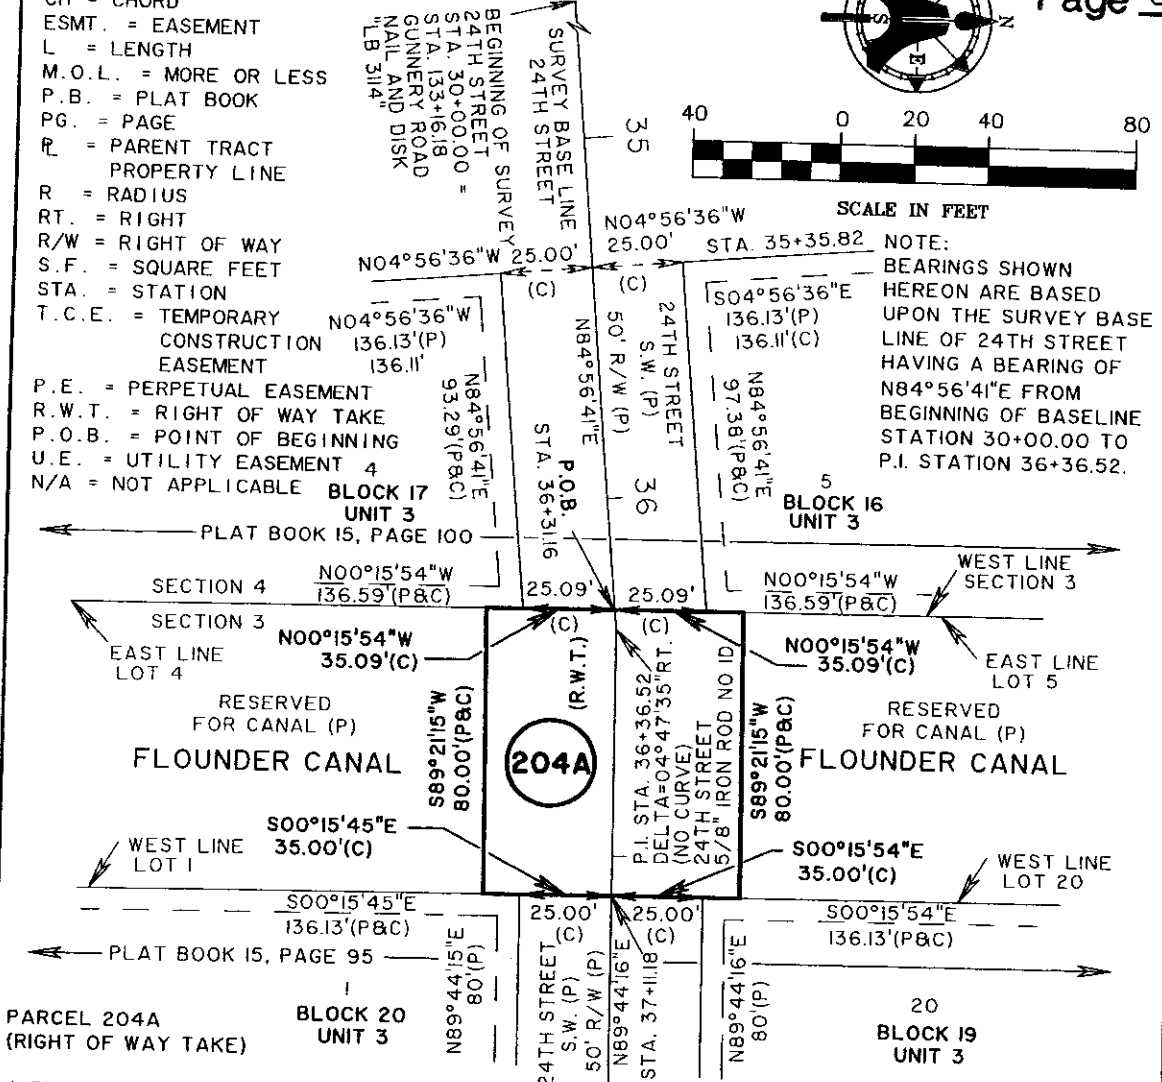 CH = CHORD
ESMT. = EASEMENT
L = LENGTH
M.O.L. = MORE OR LESS
P.B. = PLAT BOOK
PG. = PAGE
PL = PARENT TRACT
PROPERTY LINE
R = RADIUS
RT. = RIGHT
R/W = RIGHT OF WAY
S.F. = SQUARE FEET
STA. = STATION
T.C.E. = TEMPORARY
CONSTRUCTION
EASEMENT
P.E. = PERPETUAL EASEMENT
R.W.T. = RIGHT OF WAY TAKE
P.O.B. = POINT OF BEGINNING
U.E. = UTILITY EASEMENT
N/A = NOT APPLICABLE
BEGINNING OF SURVEY
24TH STREET
STA. 30+00.00 =
STA. 133+16.18
GUNNERY ROAD
NAIL AND DISK
"LB 3114"
SURVEY BASE LINE
24TH STREET
35
S
N
E
Page
40 0 20 40 80
SCALE IN FEET
N04°56'36"W 25.00'
(C)
N04°56'36"W
25.00'
(C)
STA. 35+35.82
NOTE:
BEARINGS SHOWN
HEREON ARE BASED
UPON THE SURVEY BASE
LINE OF 24TH STREET
HAVING A BEARING OF
N84°56'41"E FROM
BEGINNING OF BASELINE
STATION 30+00.00 TO
P.I. STATION 36+36.52.
N04°56'36"W
136.13'(P)
136.11'
N84°56'41"E
93.29'(P&C)
STA. 36+31.16
P.O.B.
N84°56'41"E
50' R/W (P)
S.W. (P)
24TH STREET
36
S04°56'36"E
136.13'(P)
136.11'(C)
N84°56'41"E
97.38'(P&C)
4
BLOCK 17
UNIT 3
5
BLOCK 16
UNIT 3
PLAT BOOK 15, PAGE 100
SECTION 4
N00°15'54"W
136.59'(P&C)
25.09'
(C)
25.09'
(C)
N00°15'54"W
136.59'(P&C)
WEST LINE
SECTION 3
SECTION 3
EAST LINE
LOT 4
N00°15'54"W
35.09'(C)
N00°15'54"W
35.09'(C)
EAST LINE
LOT 5
RESERVED
FOR CANAL (P)
FLOUNDER CANAL
S89°21'15"W
80.00'(P&C)
(R.W.T.)
204A
P.I. STA. 36+36.52
DELTA=04°47'35"RT.
(NO CURVE)
24TH STREET
5/8" IRON ROD NO ID
S89°21'15"W
80.00'(P&C)
RESERVED
FOR CANAL (P)
FLOUNDER CANAL
WEST LINE
LOT 1
S00°15'45"E
35.00'(C)
S00°15'54"E
35.00'(C)
WEST LINE
LOT 20
S00°15'45"E
136.13'(P&C)
25.00'
(C)
25.00'
(C)
S00°15'54"E
136.13'(P&C)
PLAT BOOK 15, PAGE 95
N89°44'15"E
80'(P)
24TH STREET
S.W. (P)
50' R/W (P)
N89°44'16"E
STA. 37+11.18
N89°44'16"E
80'(P)
1
BLOCK 20
UNIT 3
20
BLOCK 19
UNIT 3
PARCEL 204A
(RIGHT OF WAY TAKE)